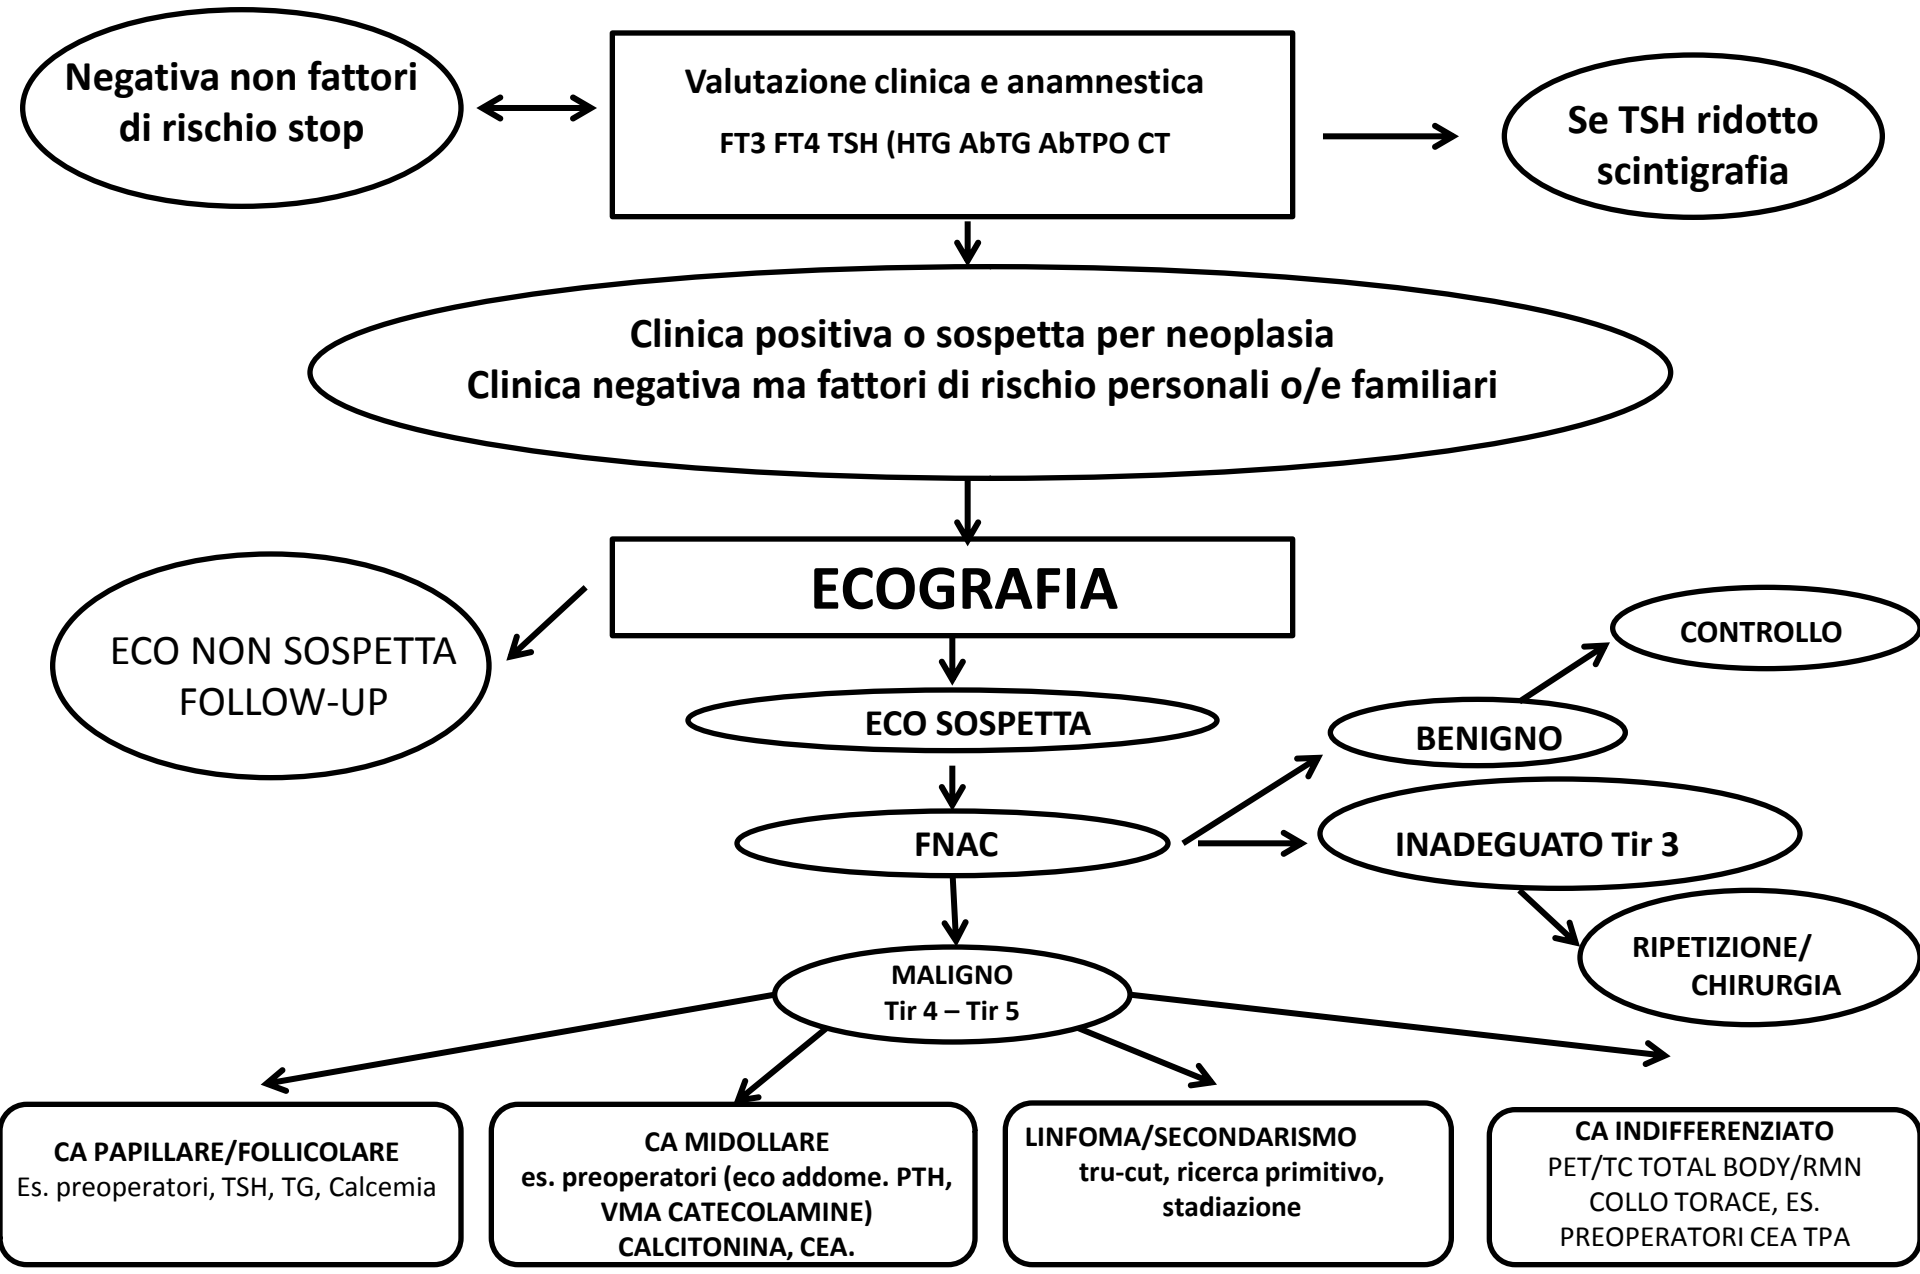 Negativa non fattori
di rischio stop
Valutazione clinica e anamnestica
FT3 FT4 TSH (HTG AbTG AbTPO CT
Se TSH ridotto
scintigrafia
Clinica positiva o sospetta per neoplasia
Clinica negativa ma fattori di rischio personali o/e familiari
ECOGRAFIA
ECO NON SOSPETTA
FOLLOW-UP
CONTROLLO
ECO SOSPETTA
BENIGNO
FNAC
INADEGUATO Tir 3
RIPETIZIONE/
CHIRURGIA
MALIGNO
Tir 4 – Tir 5
CA PAPILLARE/FOLLICOLARE
Es. preoperatori, TSH, TG, Calcemia
CA MIDOLLARE
es. preoperatori (eco addome. PTH,
VMA CATECOLAMINE)
CALCITONINA, CEA.
LINFOMA/SECONDARISMO
tru-cut, ricerca primitivo,
stadiazione
CA INDIFFERENZIATO
PET/TC TOTAL BODY/RMN
COLLO TORACE, ES.
PREOPERATORI CEA TPA